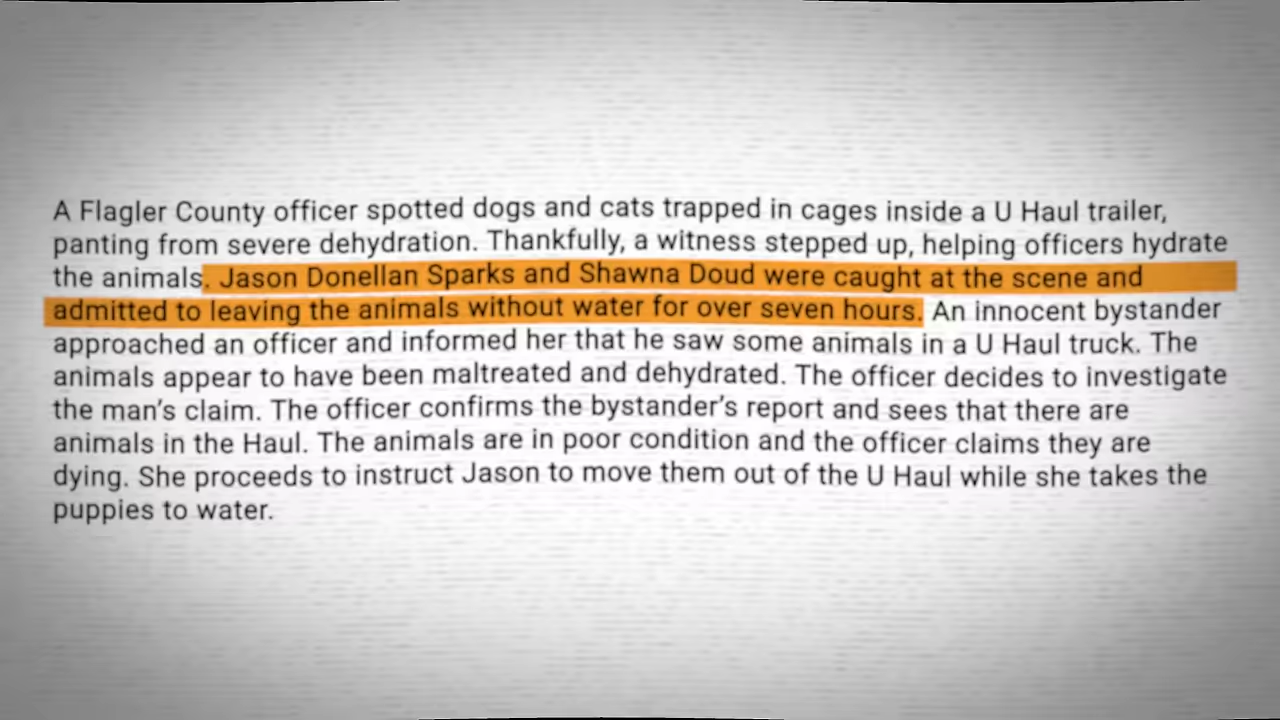 A Flagler County officer spotted dogs and cats trapped in cages inside a U Haul trailer,
panting from severe dehydration. Thankfully, a witness stepped up, helping officers hydrate
the animals. Jason Donellan Sparks and Shawna Doud were caught at the scene and
admitted to leaving the animals without water for over seven hours. An innocent bystander
approached an officer and informed her that he saw some animals in a U Haul truck. The
animals appear to have been maltreated and dehydrated. The officer decides to investigate
the man's claim. The officer confirms the bystander's report and sees that there are
animals in the Haul. The animals are in poor condition and the officer claims they are
dying. She proceeds to instruct Jason to move them out of the U Haul while she takes the
puppies to water.